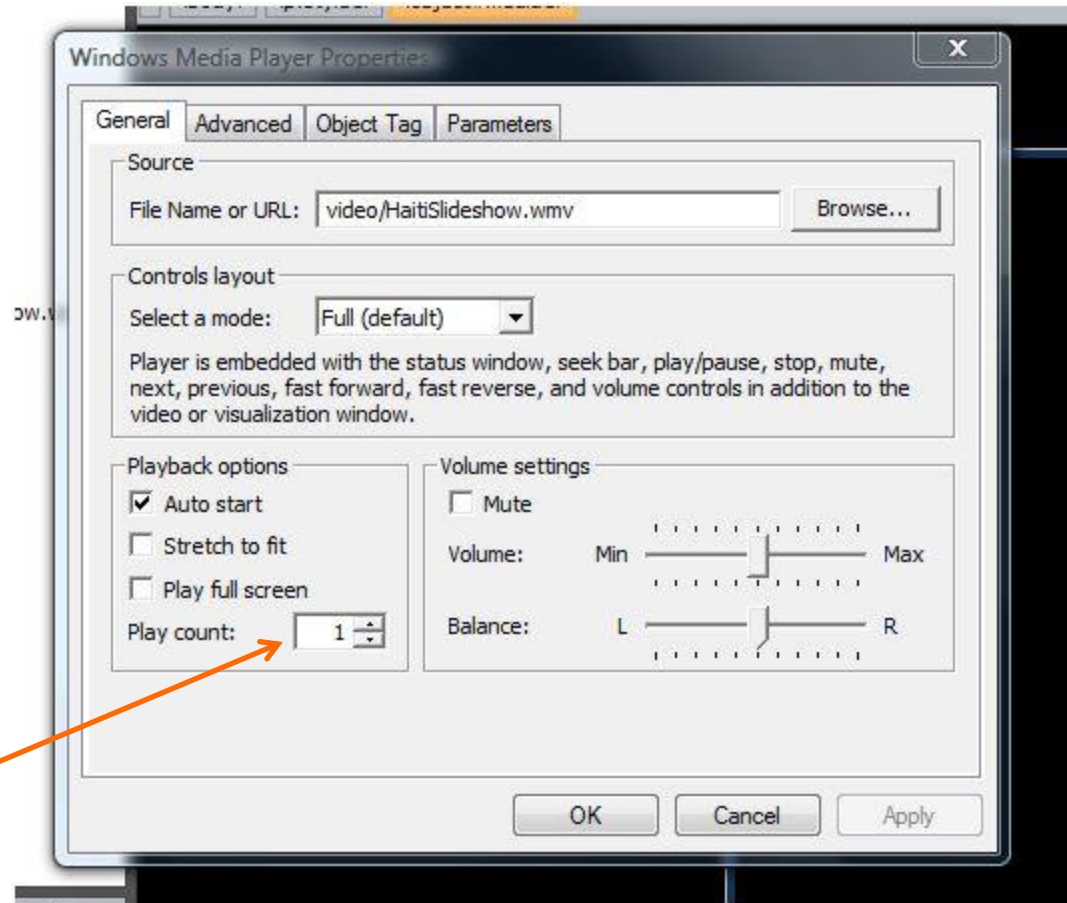 Windows Media Player Properties
X
General Advanced Object Tag Parameters
Source
File Name or URL: video/HaitiSlideshow.wmv Browse...
Controls layout
Select a mode: Full (default)
Player is embedded with the status window, seek bar, play/pause, stop, mute,
next, previous, fast forward, fast reverse, and volume controls in addition to the
video or visualization window.
Playback options
Auto start
Stretch to fit
Play full screen
Play count: 1
Volume settings
Mute
Volume: Min Max
Balance: L R
OK Cancel Apply